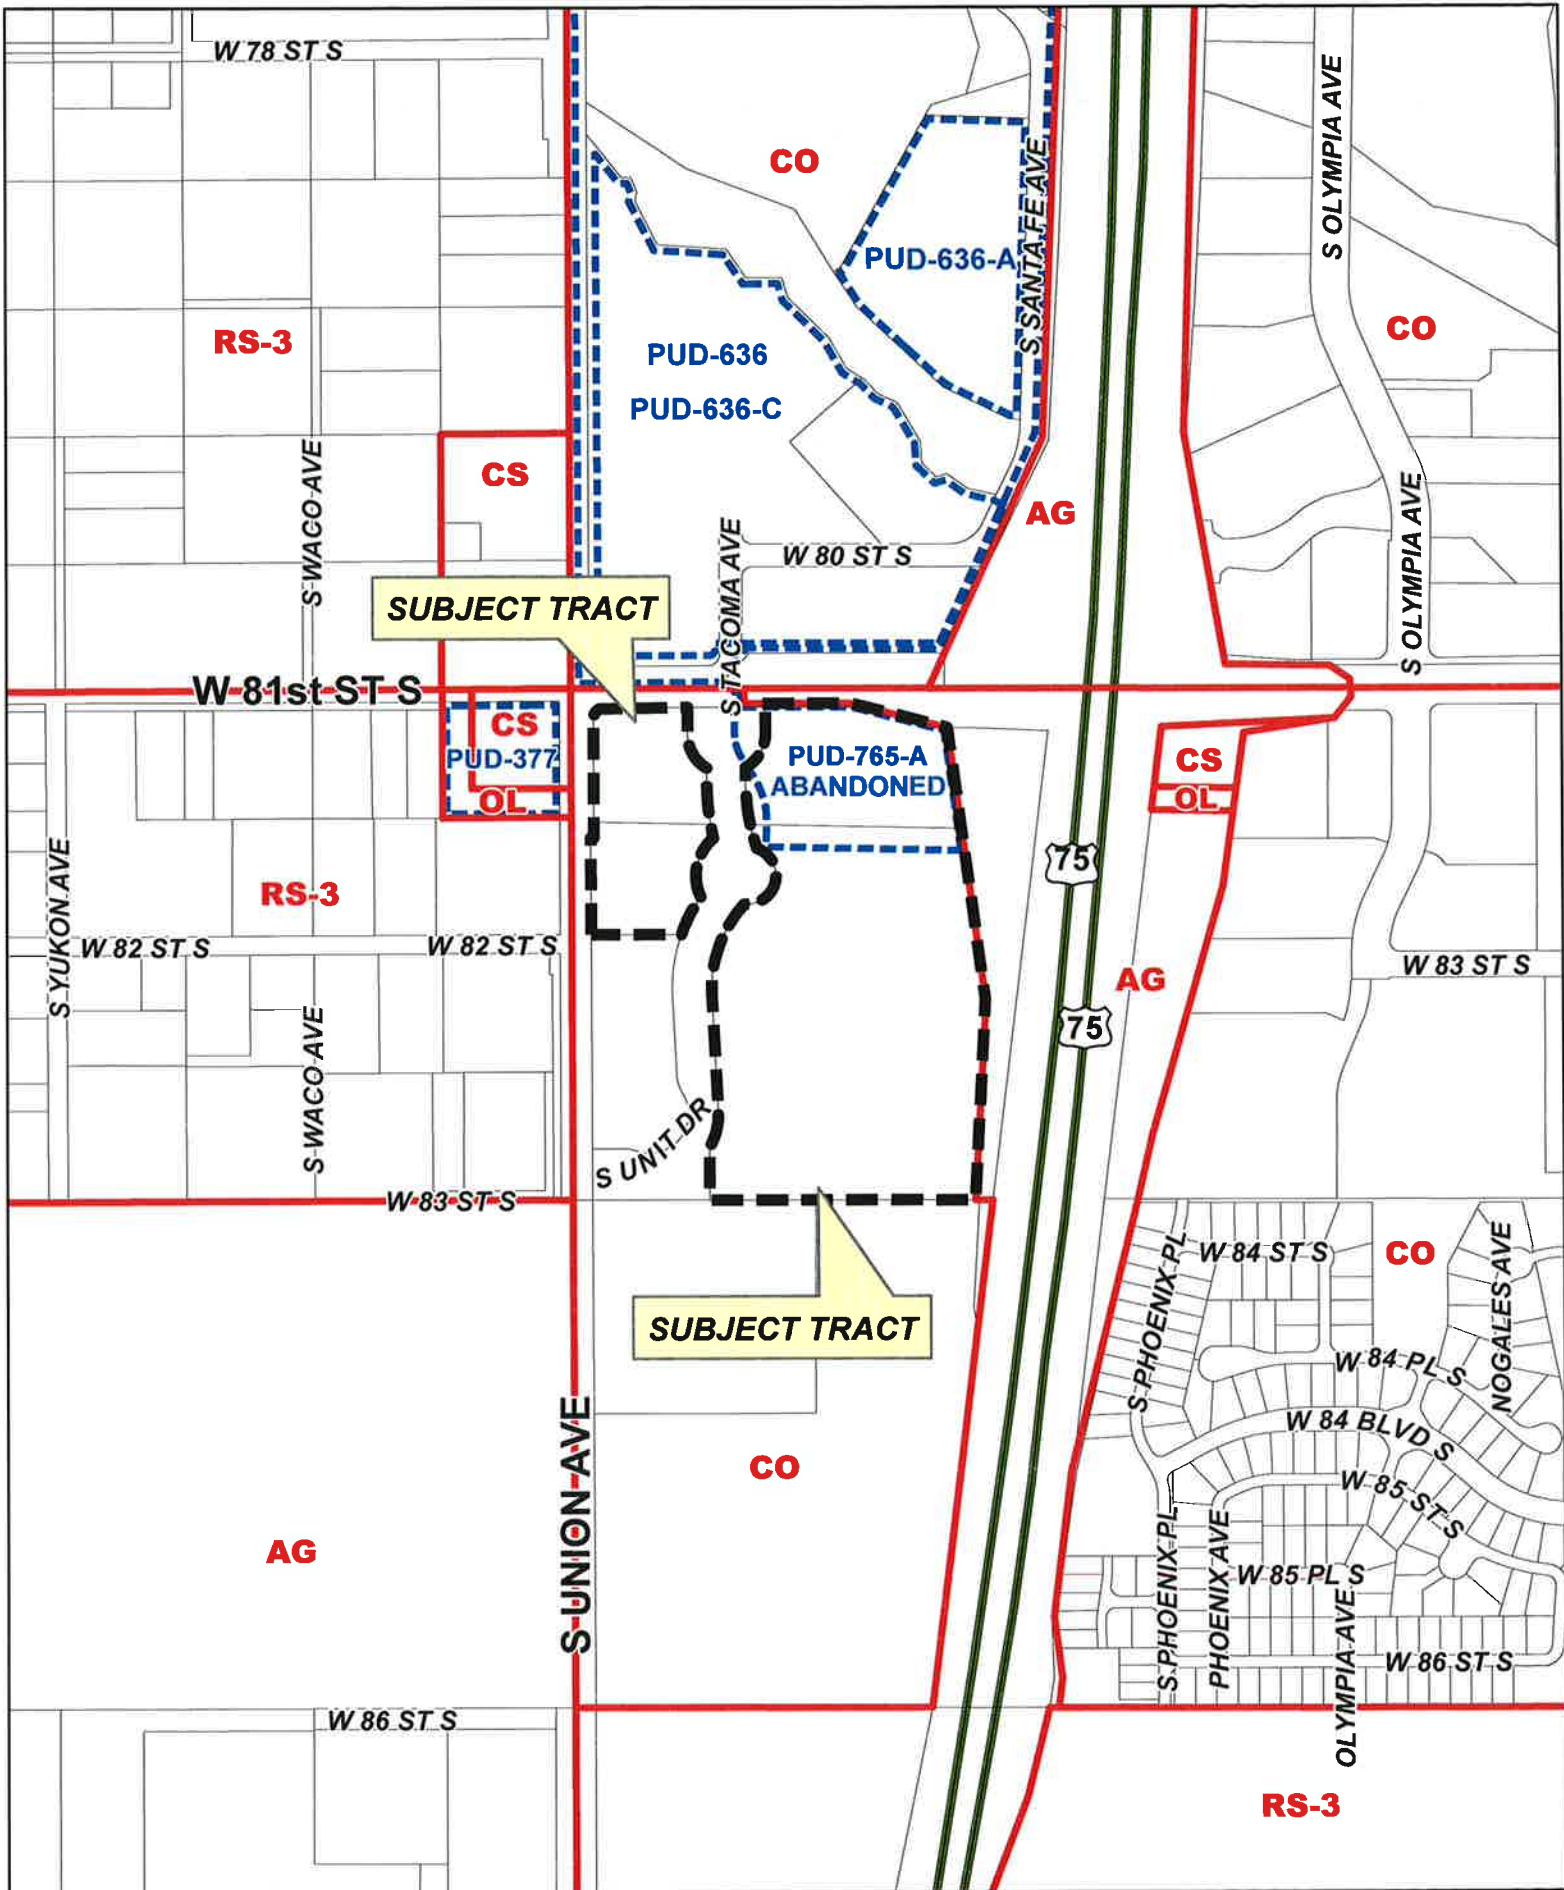 W 78 ST S
S OLYMPIA AVE
CO
S SANTA FE AVE
PUD-636-A
RS-3
PUD-636
CO
PUD-636-C
CS
S WACO AVE
AG
S OLYMPIA AVE
W 80 ST S
S TACOMA AVE
SUBJECT TRACT
W 81st ST S
CS
PUD-377
OL
PUD-765-A
ABANDONED
CS
OL
75
S YUKON AVE
RS-3
W 82 ST S
W 82 ST S
W 83 ST S
AG
75
S WACO AVE
S UNIT DR
W 83 ST S
S PHOENIX PL
W 84 ST S
CO
NOGALES AVE
SUBJECT TRACT
W 84 PL S
W 84 BLVD S
S UNION AVE
CO
W 85 ST S
AG
S PHOENIX PL
PHOENIX AVE
W 85 PL S
OLYMPIA AVE
W 86 ST S
W 86 ST S
RS-3